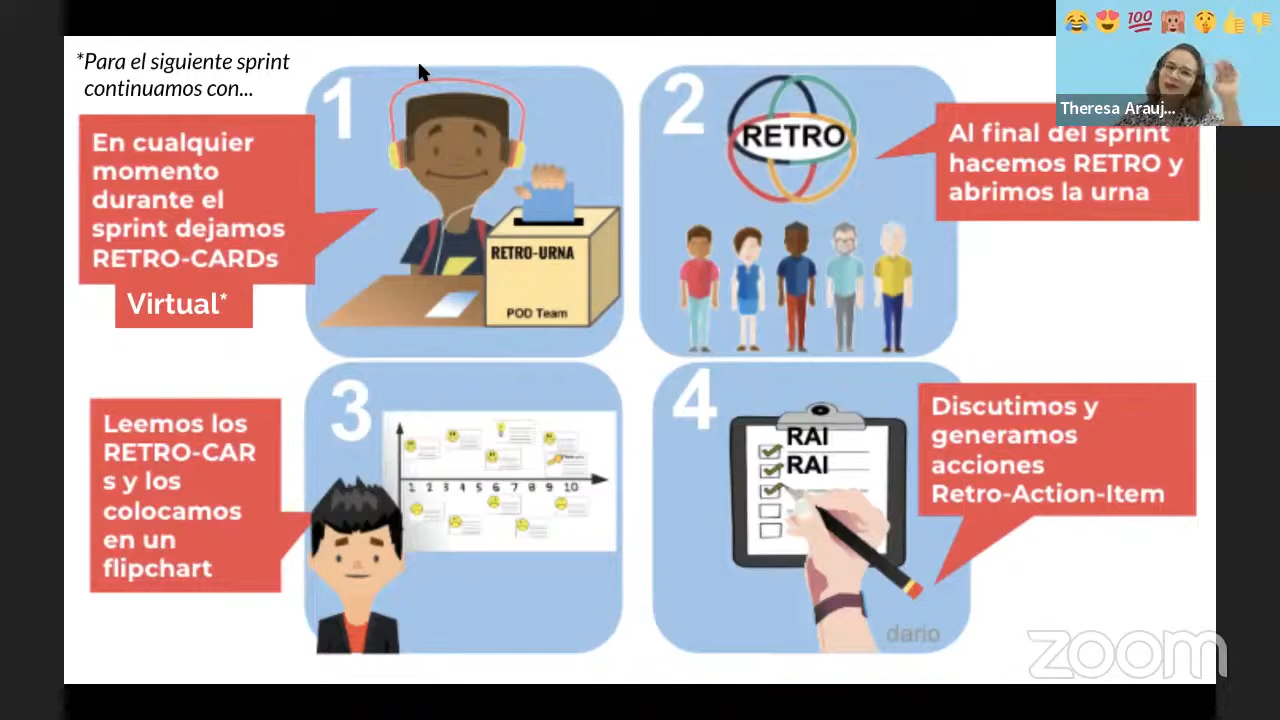 *Para el siguiente sprint
continuamos con...
1
En cualquier
momento
durante el
sprint dejamos
RETRO-CARDs
Virtual*
RETRO-URNA
POD Team
2
RETRO
Al final del sprint
hacemos RETRO y
abrimos la urna
100
Theresa Arauj...
3
Leemos los
RETRO-CAR
s y los
colocamos
en un
flipchart
1 2 3 4 5 6 7 8 9 10
4
RAI
RAI
Discutimos y
generamos
acciones
Retro-Action-Item
dario
zoom